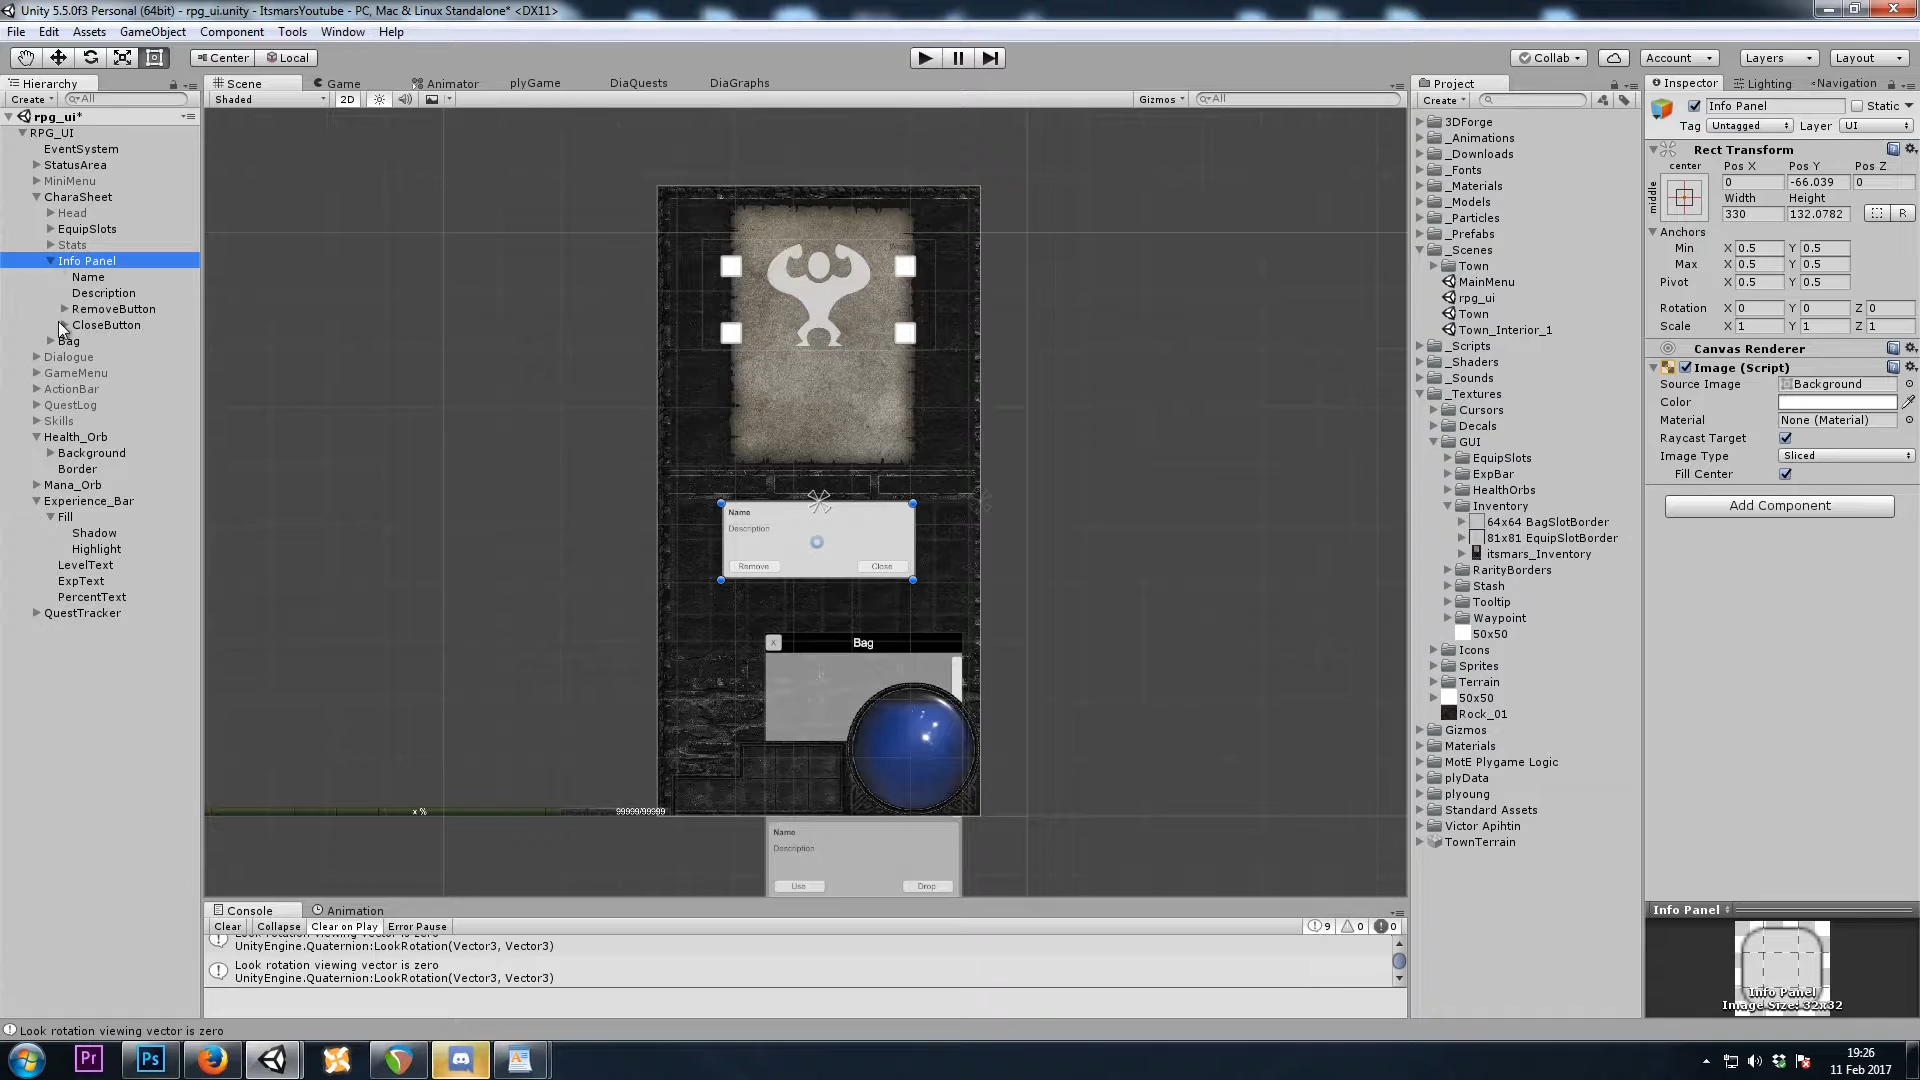 Unity 5.5.0f3 Personal (64bit) - rpg_ui.unity - ItsmarsYoutube - PC, Mac & Linux Standalone* <DX11>
File Edit Assets GameObject Component Tools Window Help
Center Local Collab Account Layers Layout
Hierarchy Scene Game Animator plyGame DiaQuests DiaGraphs Project Inspector Lighting Navigation
Create All Shaded 2D Gizmos All Create
rpg_ui*
RPG_UI
EventSystem
StatusArea
MiniMenu
CharaSheet
Head
EquipSlots
Stats
Info Panel
Name
Description
RemoveButton
CloseButton
Bag
Dialogue
GameMenu
ActionBar
QuestLog
Skills
Health_Orb
Background
Border
Mana_Orb
Experience_Bar
Fill
Shadow
Highlight
LevelText
ExpText
PercentText
QuestTracker
Name
Description
Remove Close
X Bag
x %
99999/99999
Name
Description
Use Drop
Console Animation
Clear Collapse Clear on Play Error Pause 9 0 0
Look rotation viewing vector is zero
UnityEngine.Quaternion:LookRotation(Vector3, Vector3)
Look rotation viewing vector is zero
UnityEngine.Quaternion:LookRotation(Vector3, Vector3)
3DForge
_Animations
_Downloads
_Fonts
_Materials
_Models
_Particles
_Prefabs
_Scenes
Town
MainMenu
rpg_ui
Town
Town_Interior_1
_Scripts
_Shaders
_Sounds
_Textures
Cursors
Decals
GUI
EquipSlots
ExpBar
HealthOrbs
Inventory
64x64 BagSlotBorder
81x81 EquipSlotBorder
itsmars_Inventory
RarityBorders
Stash
Tooltip
Waypoint
50x50
Icons
Sprites
Terrain
50x50
Rock_01
Gizmos
Materials
MotE Plygame Logic
plyData
plyoung
Standard Assets
Victor Apihtin
TownTerrain
Info Panel Static
Tag Untagged Layer UI
Rect Transform
center Pos X Pos Y Pos Z
middle 0 -66.039 0
Width Height
330 132.0782 R
Anchors
Min X 0.5 Y 0.5
Max X 0.5 Y 0.5
Pivot X 0.5 Y 0.5
Rotation X 0 Y 0 Z 0
Scale X 1 Y 1 Z 1
Canvas Renderer
Image (Script)
Source Image Background
Color
Material None (Material)
Raycast Target
Image Type Sliced
Fill Center
Add Component
Info Panel
Info Panel
Image Size: 32x32
Look rotation viewing vector is zero
Pr Ps
19:26
11 Feb 2017